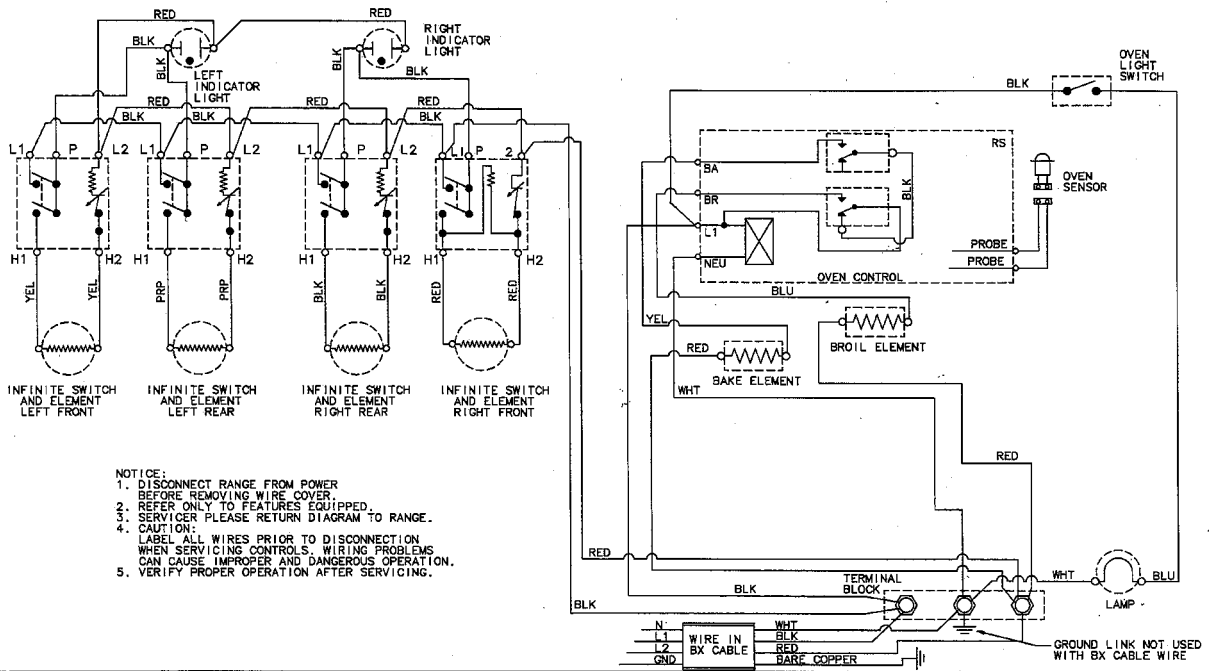 RED
RED
RIGHT
INDICATOR
LIGHT
BLK
BLK
BLK
BLK
LEFT
INDICATOR
LIGHT
RED
BLK
RED
BLK
RED
BLK
L1 P L2
L1 P L2
L1 P L2
L1 P 2
H1 H2
H1 H2
H1 H2
H1 H2
YEL
YEL
PRP
PRP
BLK
BLK
RED
RED
INFINITE SWITCH
AND ELEMENT
LEFT FRONT
INFINITE SWITCH
AND ELEMENT
LEFT REAR
INFINITE SWITCH
AND ELEMENT
RIGHT REAR
INFINITE SWITCH
AND ELEMENT
RIGHT FRONT
NOTICE:
1. DISCONNECT RANGE FROM POWER
BEFORE REMOVING WIRE COVER.
2. REFER ONLY TO FEATURES EQUIPPED.
3. SERVICER PLEASE RETURN DIAGRAM TO RANGE.
4. CAUTION:
LABEL ALL WIRES PRIOR TO DISCONNECTION
WHEN SERVICING CONTROLS. WIRING PROBLEMS
CAN CAUSE IMPROPER AND DANGEROUS OPERATION.
5. VERIFY PROPER OPERATION AFTER SERVICING.
OVEN
LIGHT
SWITCH
BLK
RS
BA
BR
L1
NEU
BLK
OVEN
SENSOR
PROBE
PROBE
OVEN CONTROL
BLU
YEL
BROIL ELEMENT
RED
BAKE ELEMENT
WHT
RED
RED
BLK
BLK
TERMINAL
BLOCK
WHT
BLU
LAMP
N
L1
L2
GND
WIRE IN
BX CABLE
WHT
BLK
RED
BARE COPPER
GROUND LINK NOT USED
WITH BX CABLE WIRE